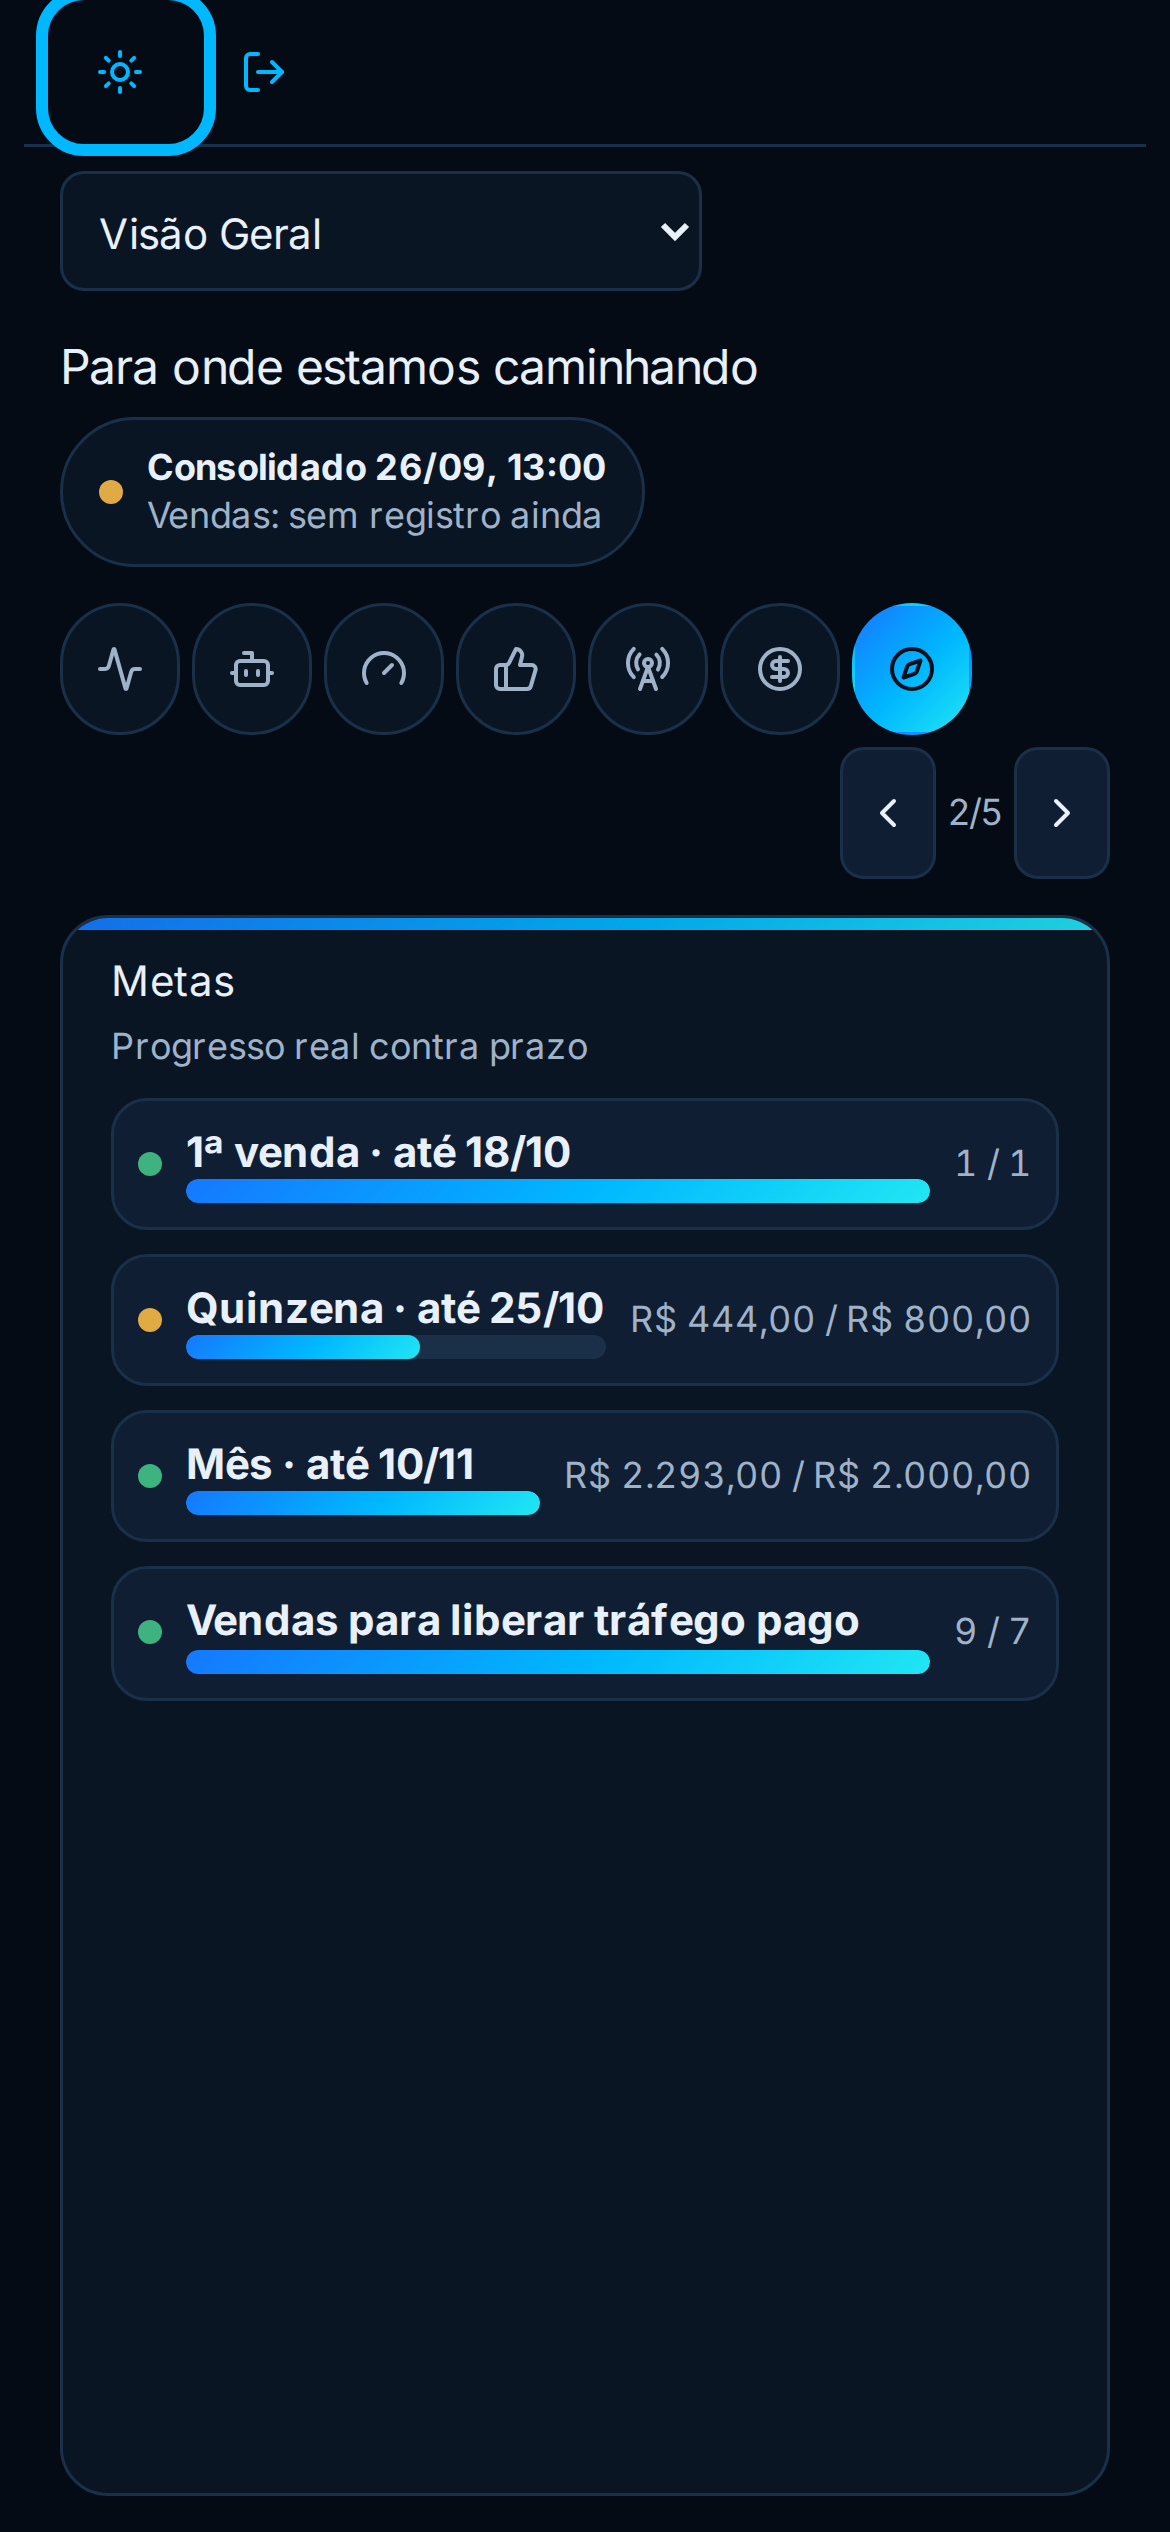 Visão Geral
Para onde estamos caminhando
Consolidado 26/09, 13:00
Vendas: sem registro ainda
2/5
Metas
Progresso real contra prazo
1ª venda · até 18/10
1 / 1
Quinzena · até 25/10
R$ 444,00 / R$ 800,00
Mês · até 10/11
R$ 2.293,00 / R$ 2.000,00
Vendas para liberar tráfego pago
9 / 7